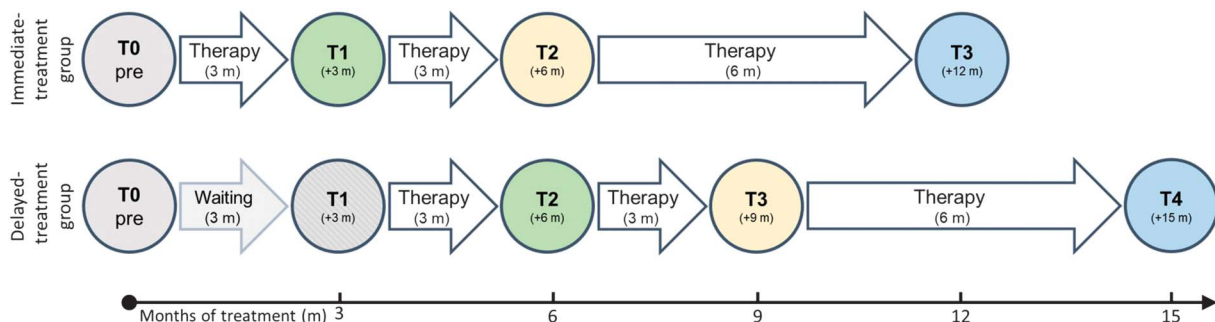 Immediate-
treatment
group
T0
pre
Therapy
(3 m)
T1
(+3 m)
Therapy
(3 m)
T2
(+6 m)
Therapy
(6 m)
T3
(+12 m)
Delayed-
treatment
group
T0
pre
Waiting
(3 m)
T1
(+3 m)
Therapy
(3 m)
T2
(+6 m)
Therapy
(3 m)
T3
(+9 m)
Therapy
(6 m)
T4
(+15 m)
Months of treatment (m) 3 6 9 12 15